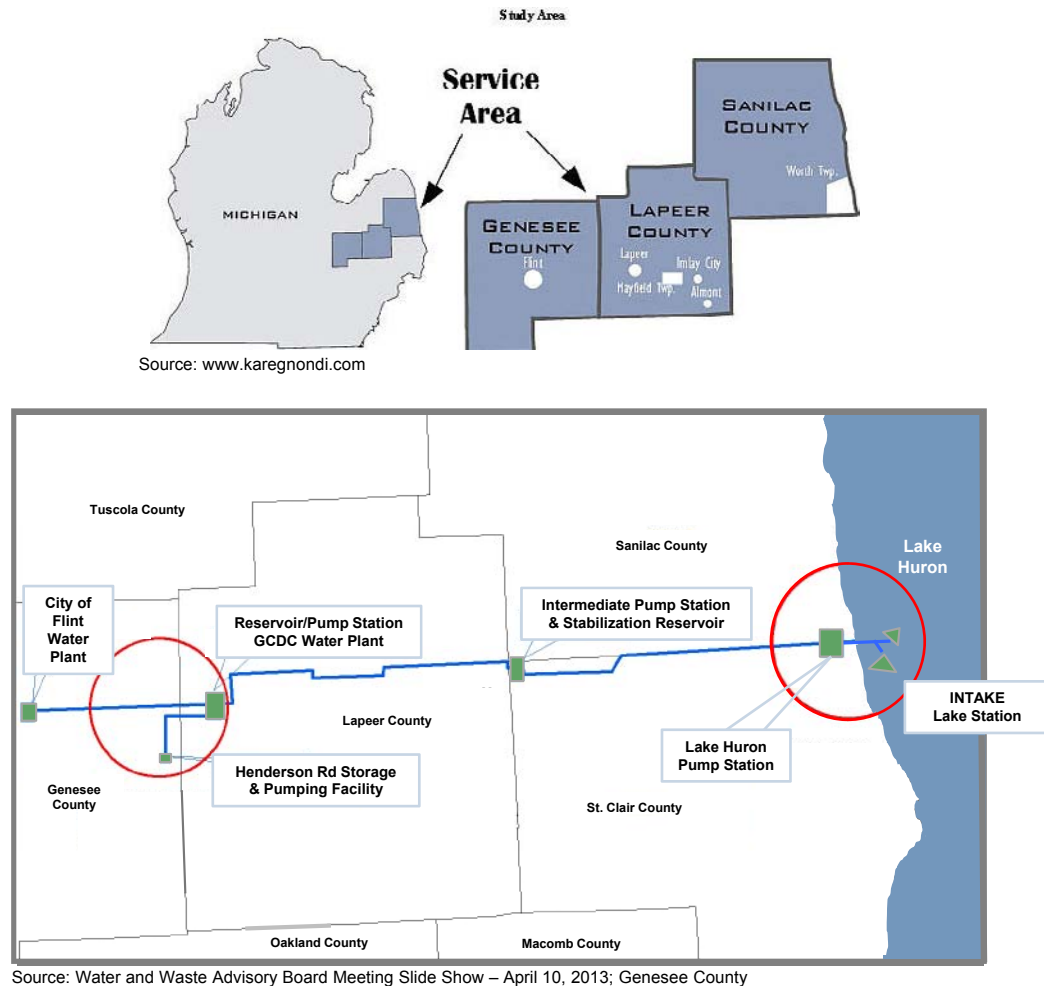 Study Area
Service
Area
MICHIGAN
SANILAC
COUNTY
Worth Twp.
GENESEE
COUNTY
Flint
LAPEER
COUNTY
Lapeer
Imlay City
Mayfield Twp.
Almont
Source: www.karegnondi.com
Tuscola County
Sanilac County
Lake
Huron
City of
Flint
Water
Plant
Reservoir/Pump Station
GCDC Water Plant
Intermediate Pump Station
& Stabilization Reservoir
INTAKE
Lake Station
Lapeer County
Lake Huron
Pump Station
Henderson Rd Storage
& Pumping Facility
Genesee
County
St. Clair County
Oakland County
Macomb County
Source: Water and Waste Advisory Board Meeting Slide Show – April 10, 2013; Genesee County